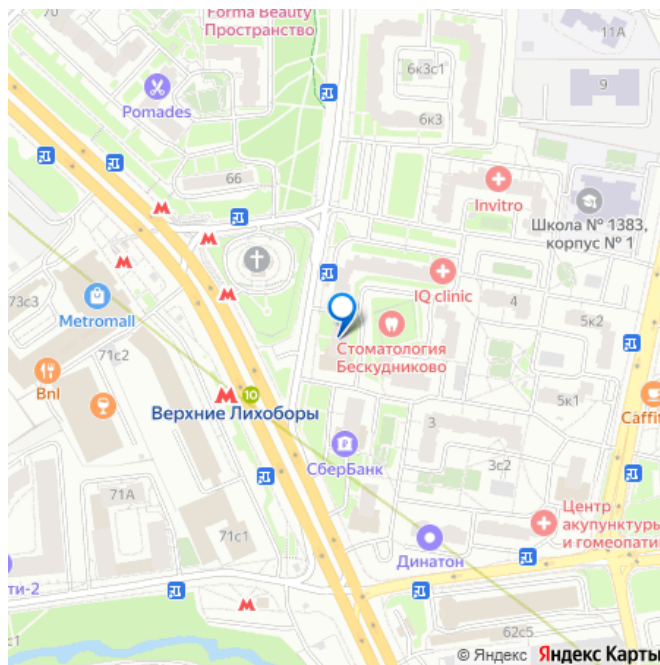 70
Forma Beauty
Пространство
Pomades
66
6к3с1
6к3
11А
9
Invitro
Школа № 1383,
корпус № 1
IQ clinic
4
5к2
73с3
Metromall
71с2
Bnl
Стоматология
Бескудниково
10
Верхние Лихоборы
5к1
Caffit
3
3с2
СберБанк
71А
71с1
Центр
акупунктуры
и гомеопати
Динатон
ти-2
с1
62с5
© Яндекс Яндекс Карты